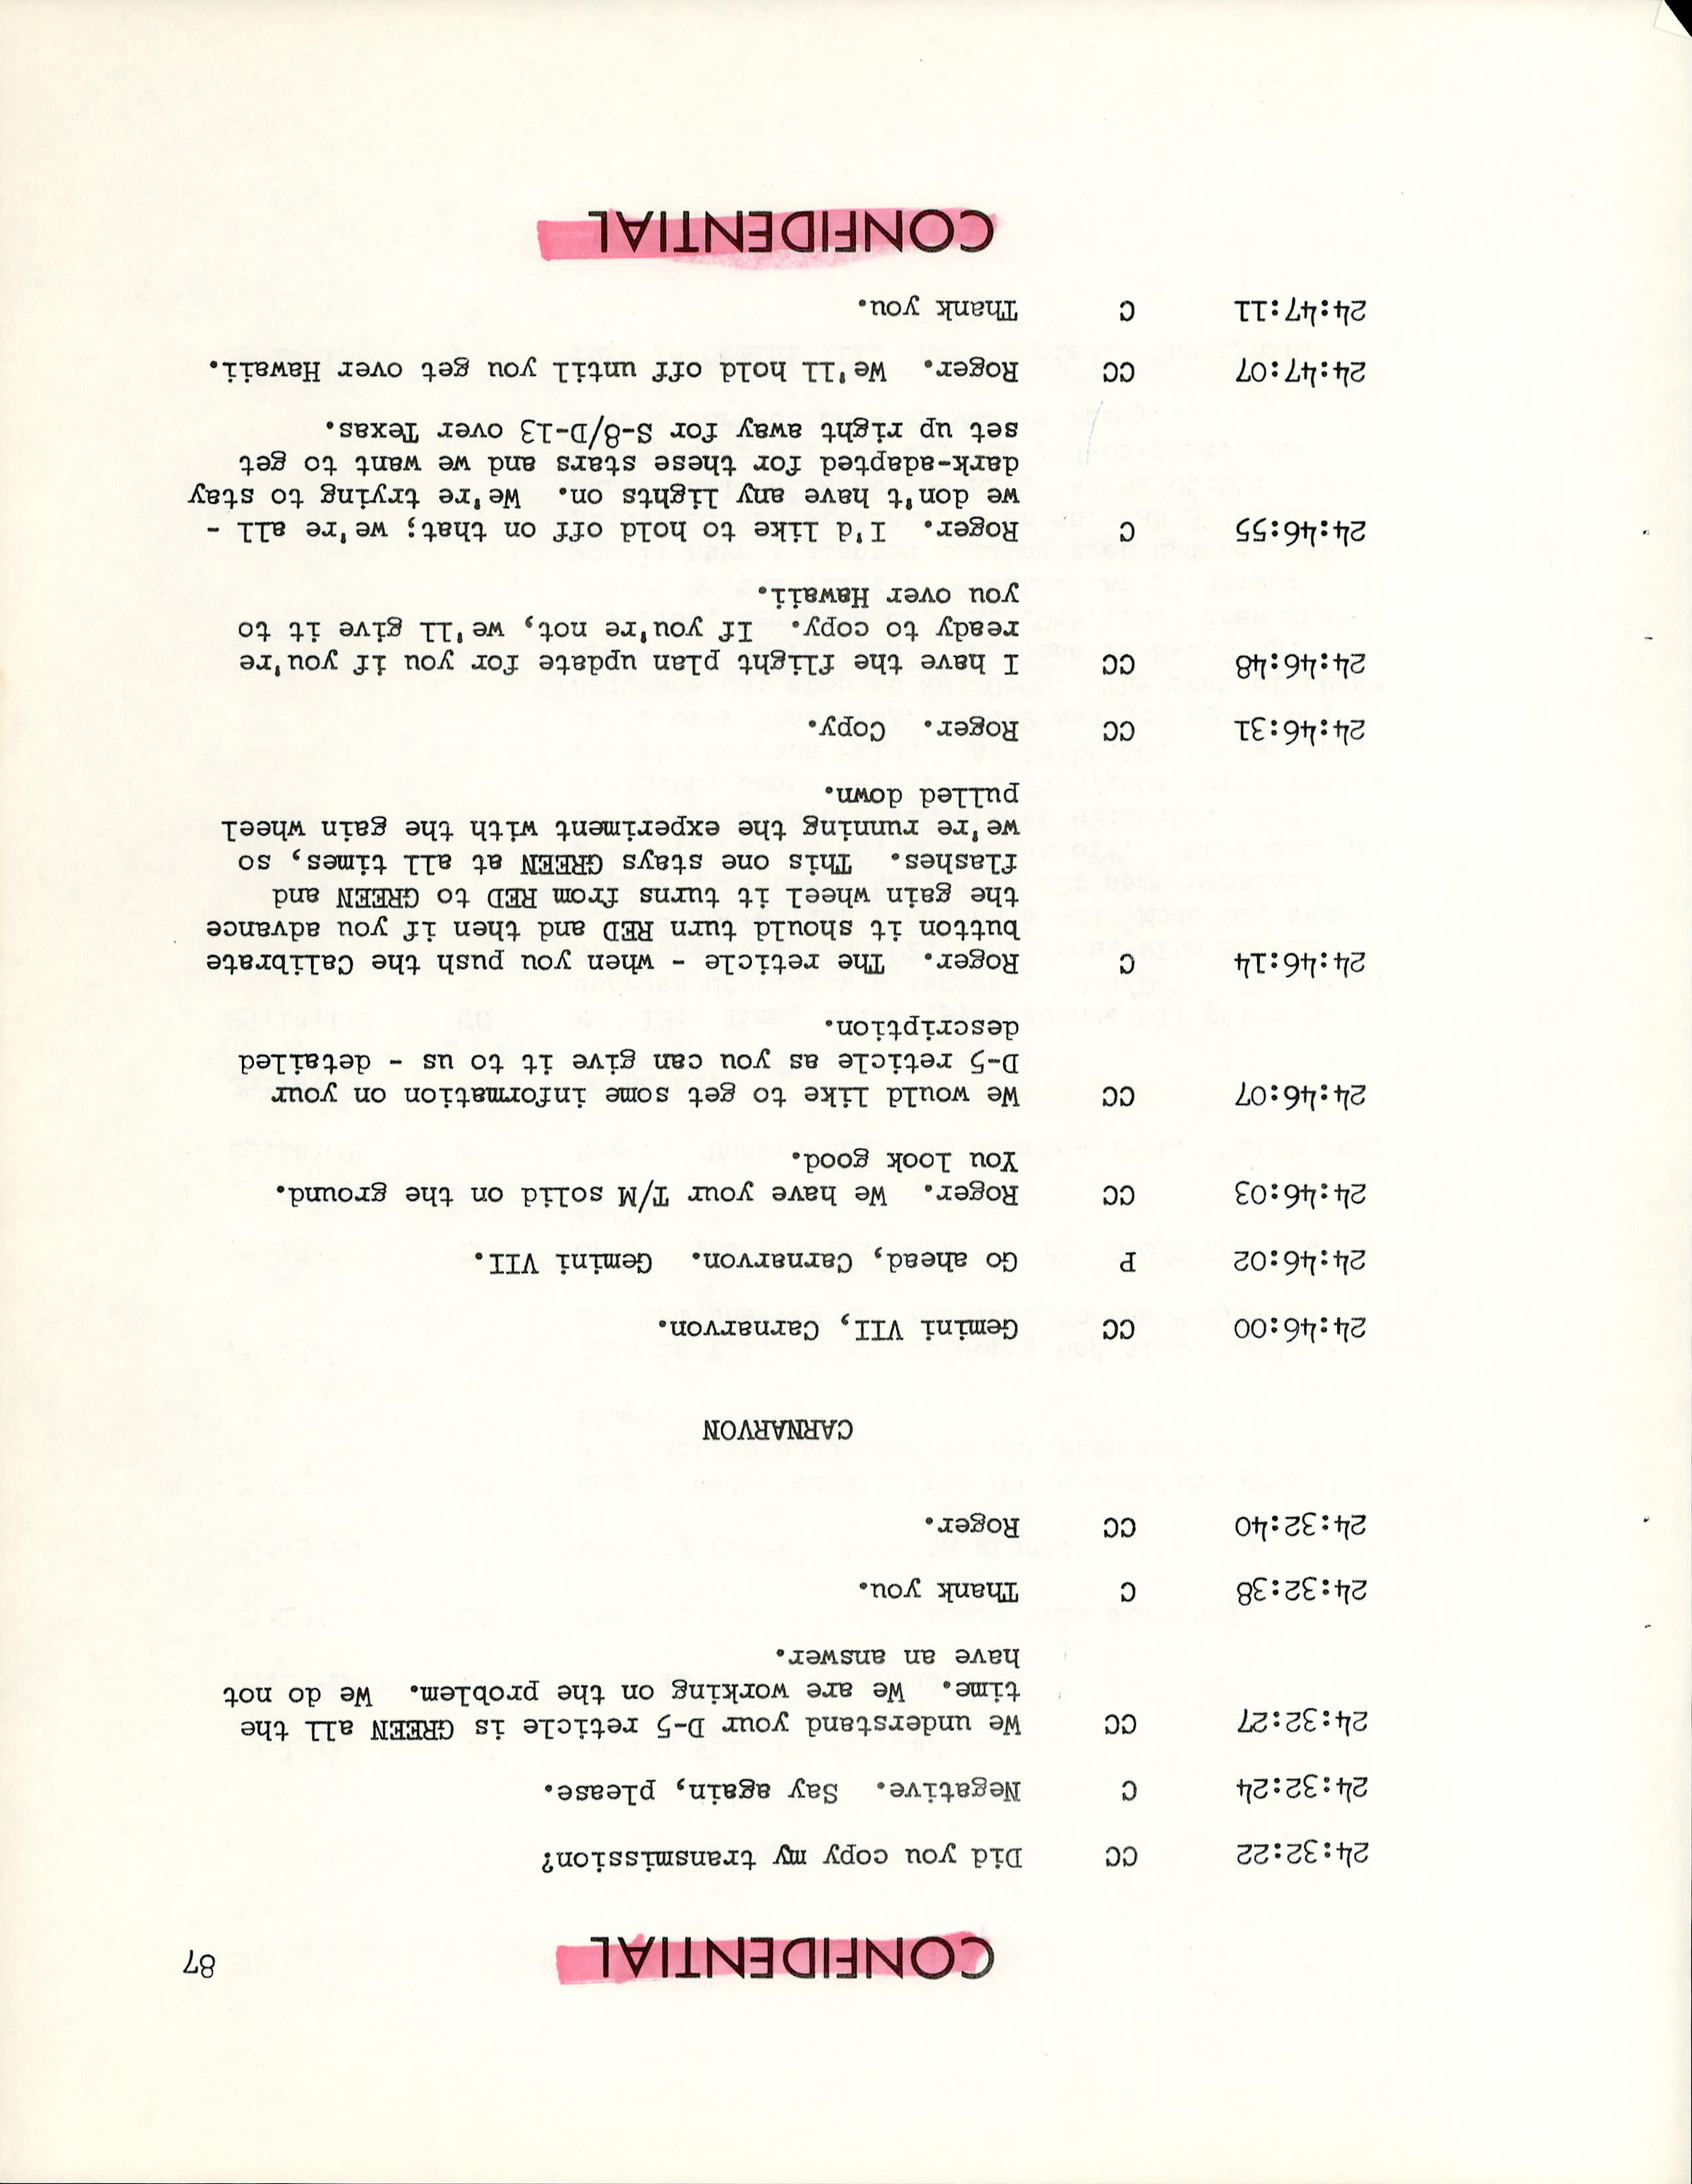 CONFIDENTIAL 87
24:32:22 CC Did you copy my transmission?
24:32:24 C Negative. Say again, please.
24:32:27 CC We understand your D-5 reticle is GREEN all the
time. We are working on the problem. We do not
have an answer.
24:32:38 C Thank you.
24:32:40 CC Roger.
CARNARVON
24:46:00 CC Gemini VII, Carnarvon.
24:46:02 P Go ahead, Carnarvon. Gemini VII.
24:46:03 CC Roger. We have your T/M solid on the ground.
You look good.
24:46:07 CC We would like to get some information on your
D-5 reticle as you can give it to us - detailed
description.
24:46:14 C Roger. The reticle - when you push the Calibrate
button it should turn RED and then if you advance
the gain wheel it turns from RED to GREEN and
flashes. This one stays GREEN at all times, so
we're running the experiment with the gain wheel
pulled down.
24:46:31 CC Roger. Copy.
24:46:48 CC I have the flight plan update for you if you're
ready to copy. If you're not, we'll give it to
you over Hawaii.
24:46:55 C Roger. I'd like to hold off on that; we're all -
we don't have any lights on. We're trying to stay
dark-adapted for these stars and we want to get
set up right away for S-8/D-13 over Texas.
24:47:07 CC Roger. We'll hold off until you get over Hawaii.
24:47:11 C Thank you.
CONFIDENTIAL